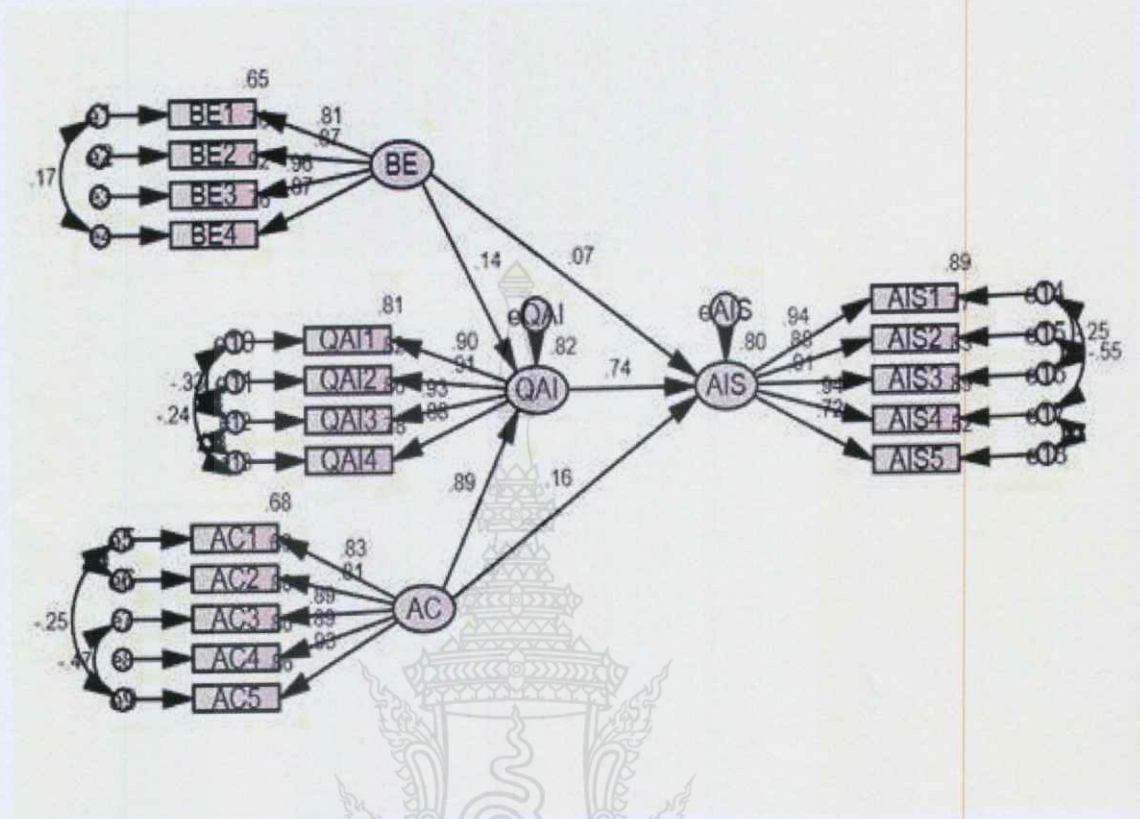 .65
BE1
.81
.87
BE2
.96
BE
BE3
.87
.17
BE4
.14
.07
.89
.81
eQAI
eAIS
AIS1
.94
QAI1
.90
.82
.80
AIS2
.88
.25
-.55
.91
.91
QAI2
.93
QAI
.74
AIS
AIS3
-.32
.94
-.24
QAI3
.88
.72
AIS4
QAI4
AIS5
.89
.16
.68
AC1
.83
.81
AC2
.89
AC
-.25
AC3
.89
AC4
.93
-.47
AC5